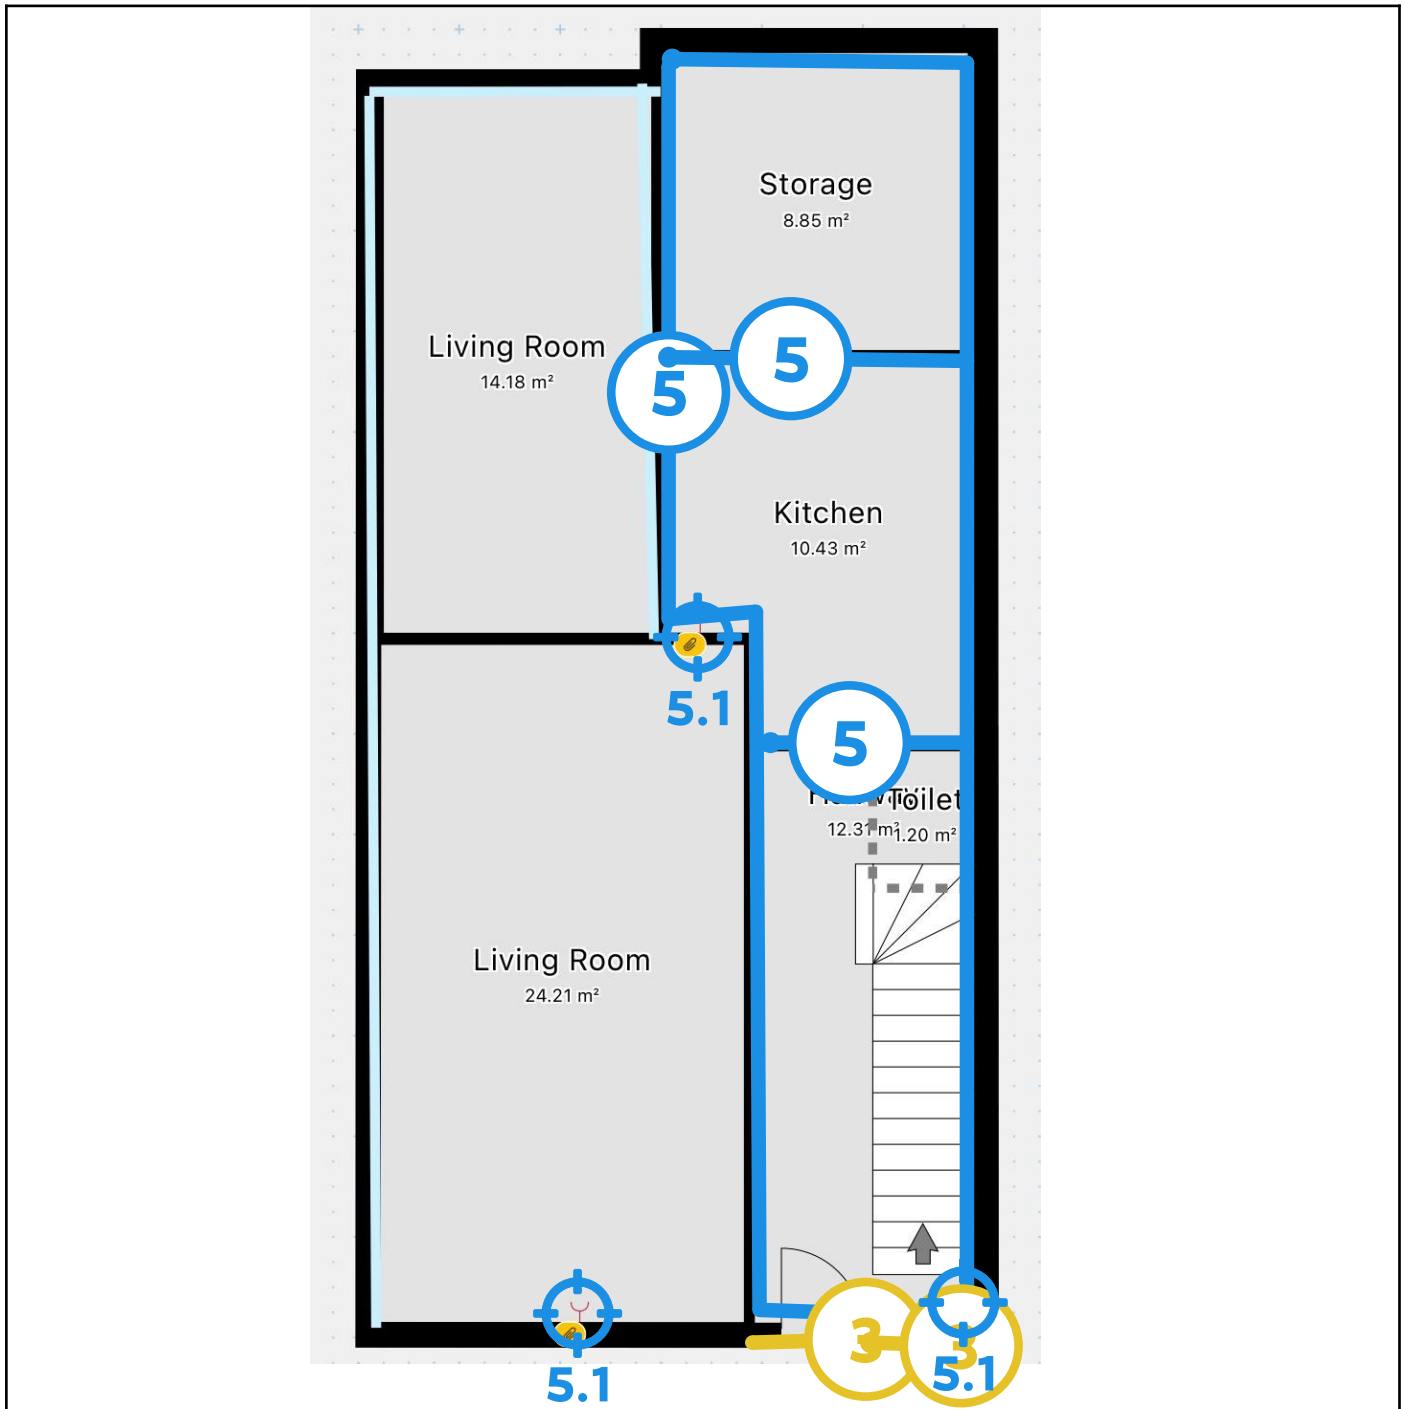 Storage
8.85 m²
Living Room
14.18 m²
5
5
Kitchen
10.43 m²
5.1
5
Toilet
12.31 m²
1.20 m²
Living Room
24.21 m²
3
3
5.1
5.1